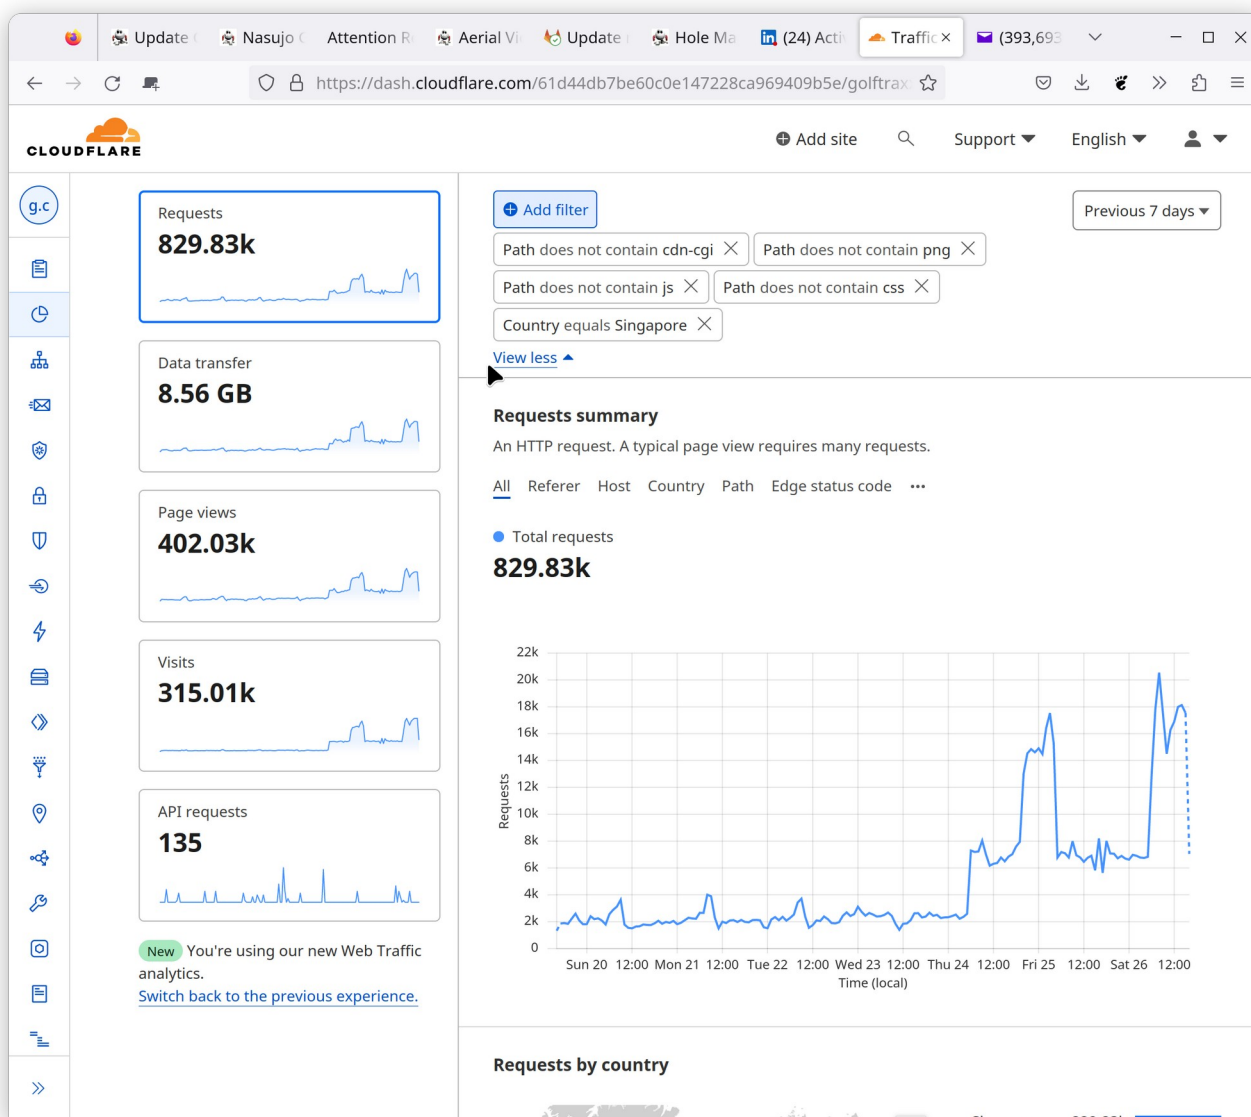 Update
Nasujo
Attention R
Aerial Vi
Update
Hole Ma
(24) Acti
Traffic
(393,693
https://dash.cloudflare.com/61d44db7be60c0e147228ca969409b5e/golftrax
CLOUDFLARE
Add site
Support
English
g.c
Requests
829.83k
Data transfer
8.56 GB
Page views
402.03k
Visits
315.01k
API requests
135
New You're using our new Web Traffic
analytics.
Switch back to the previous experience.
Add filter
Previous 7 days
Path does not contain cdn-cgi
Path does not contain png
Path does not contain js
Path does not contain css
Country equals Singapore
View less
Requests summary
An HTTP request. A typical page view requires many requests.
All Referer Host Country Path Edge status code
Total requests
829.83k
22k
20k
18k
16k
14k
12k
10k
8k
6k
4k
2k
0
Requests
Sun 20 12:00 Mon 21 12:00 Tue 22 12:00 Wed 23 12:00 Thu 24 12:00 Fri 25 12:00 Sat 26 12:00
Time (local)
Requests by country